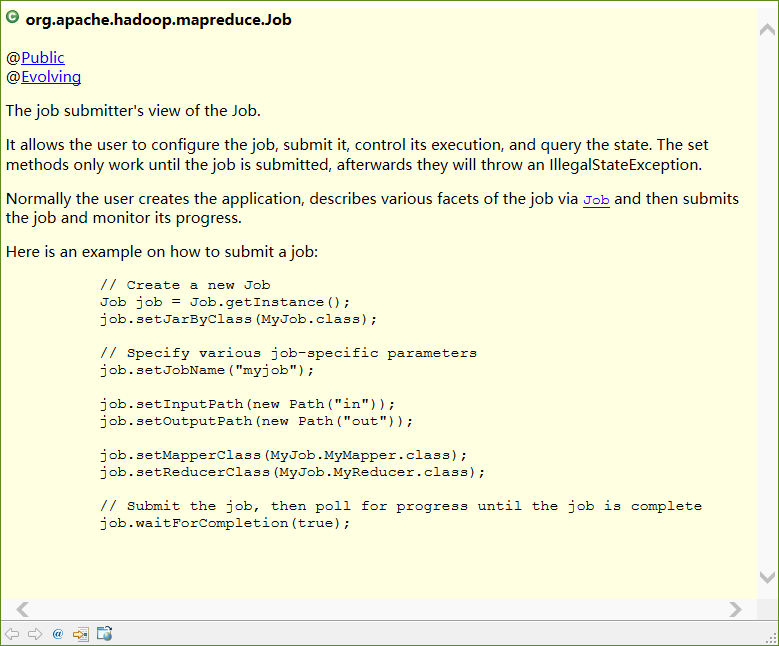 org.apache.hadoop.mapreduce.Job
@Public
@Evolving
The job submitter's view of the Job.
It allows the user to configure the job, submit it, control its execution, and query the state. The set
methods only work until the job is submitted, afterwards they will throw an IllegalStateException.
Normally the user creates the application, describes various facets of the job via Job and then submits
the job and monitor its progress.
Here is an example on how to submit a job:
// Create a new Job
Job job = Job.getInstance();
job.setJarByClass(MyJob.class);
// Specify various job-specific parameters
job.setJobName("myjob");
job.setInputPath(new Path("in"));
job.setOutputPath(new Path("out"));
job.setMapperClass(MyJob.MyMapper.class);
job.setReducerClass(MyJob.MyReducer.class);
// Submit the job, then poll for progress until the job is complete
job.waitForCompletion(true);